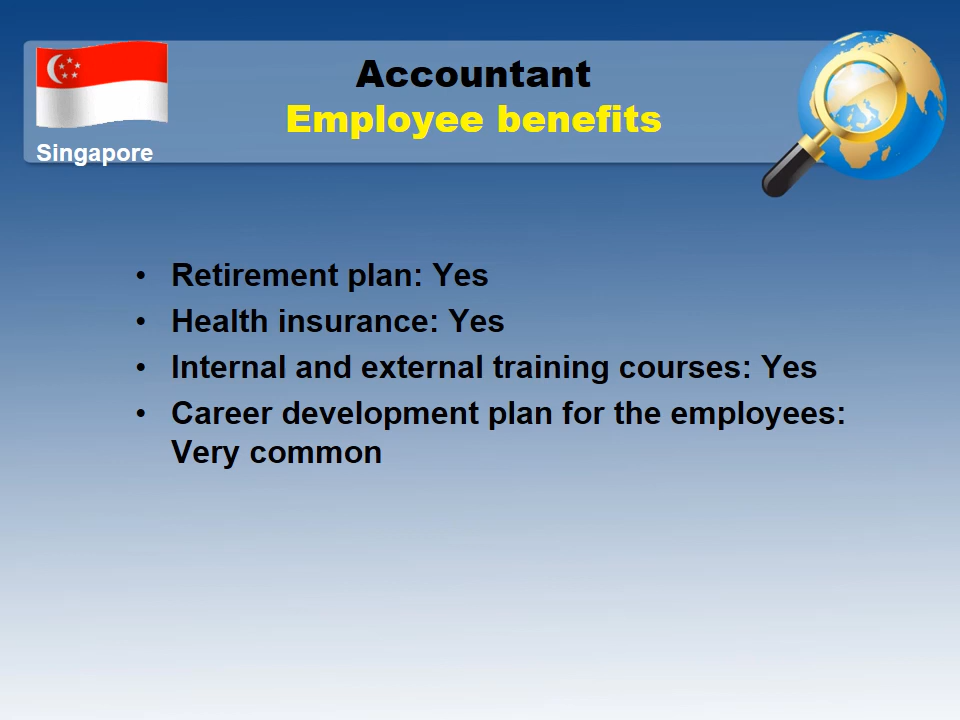 Accountant
Employee benefits
Singapore
• Retirement plan: Yes
• Health insurance: Yes
• Internal and external training courses: Yes
• Career development plan for the employees:
Very common